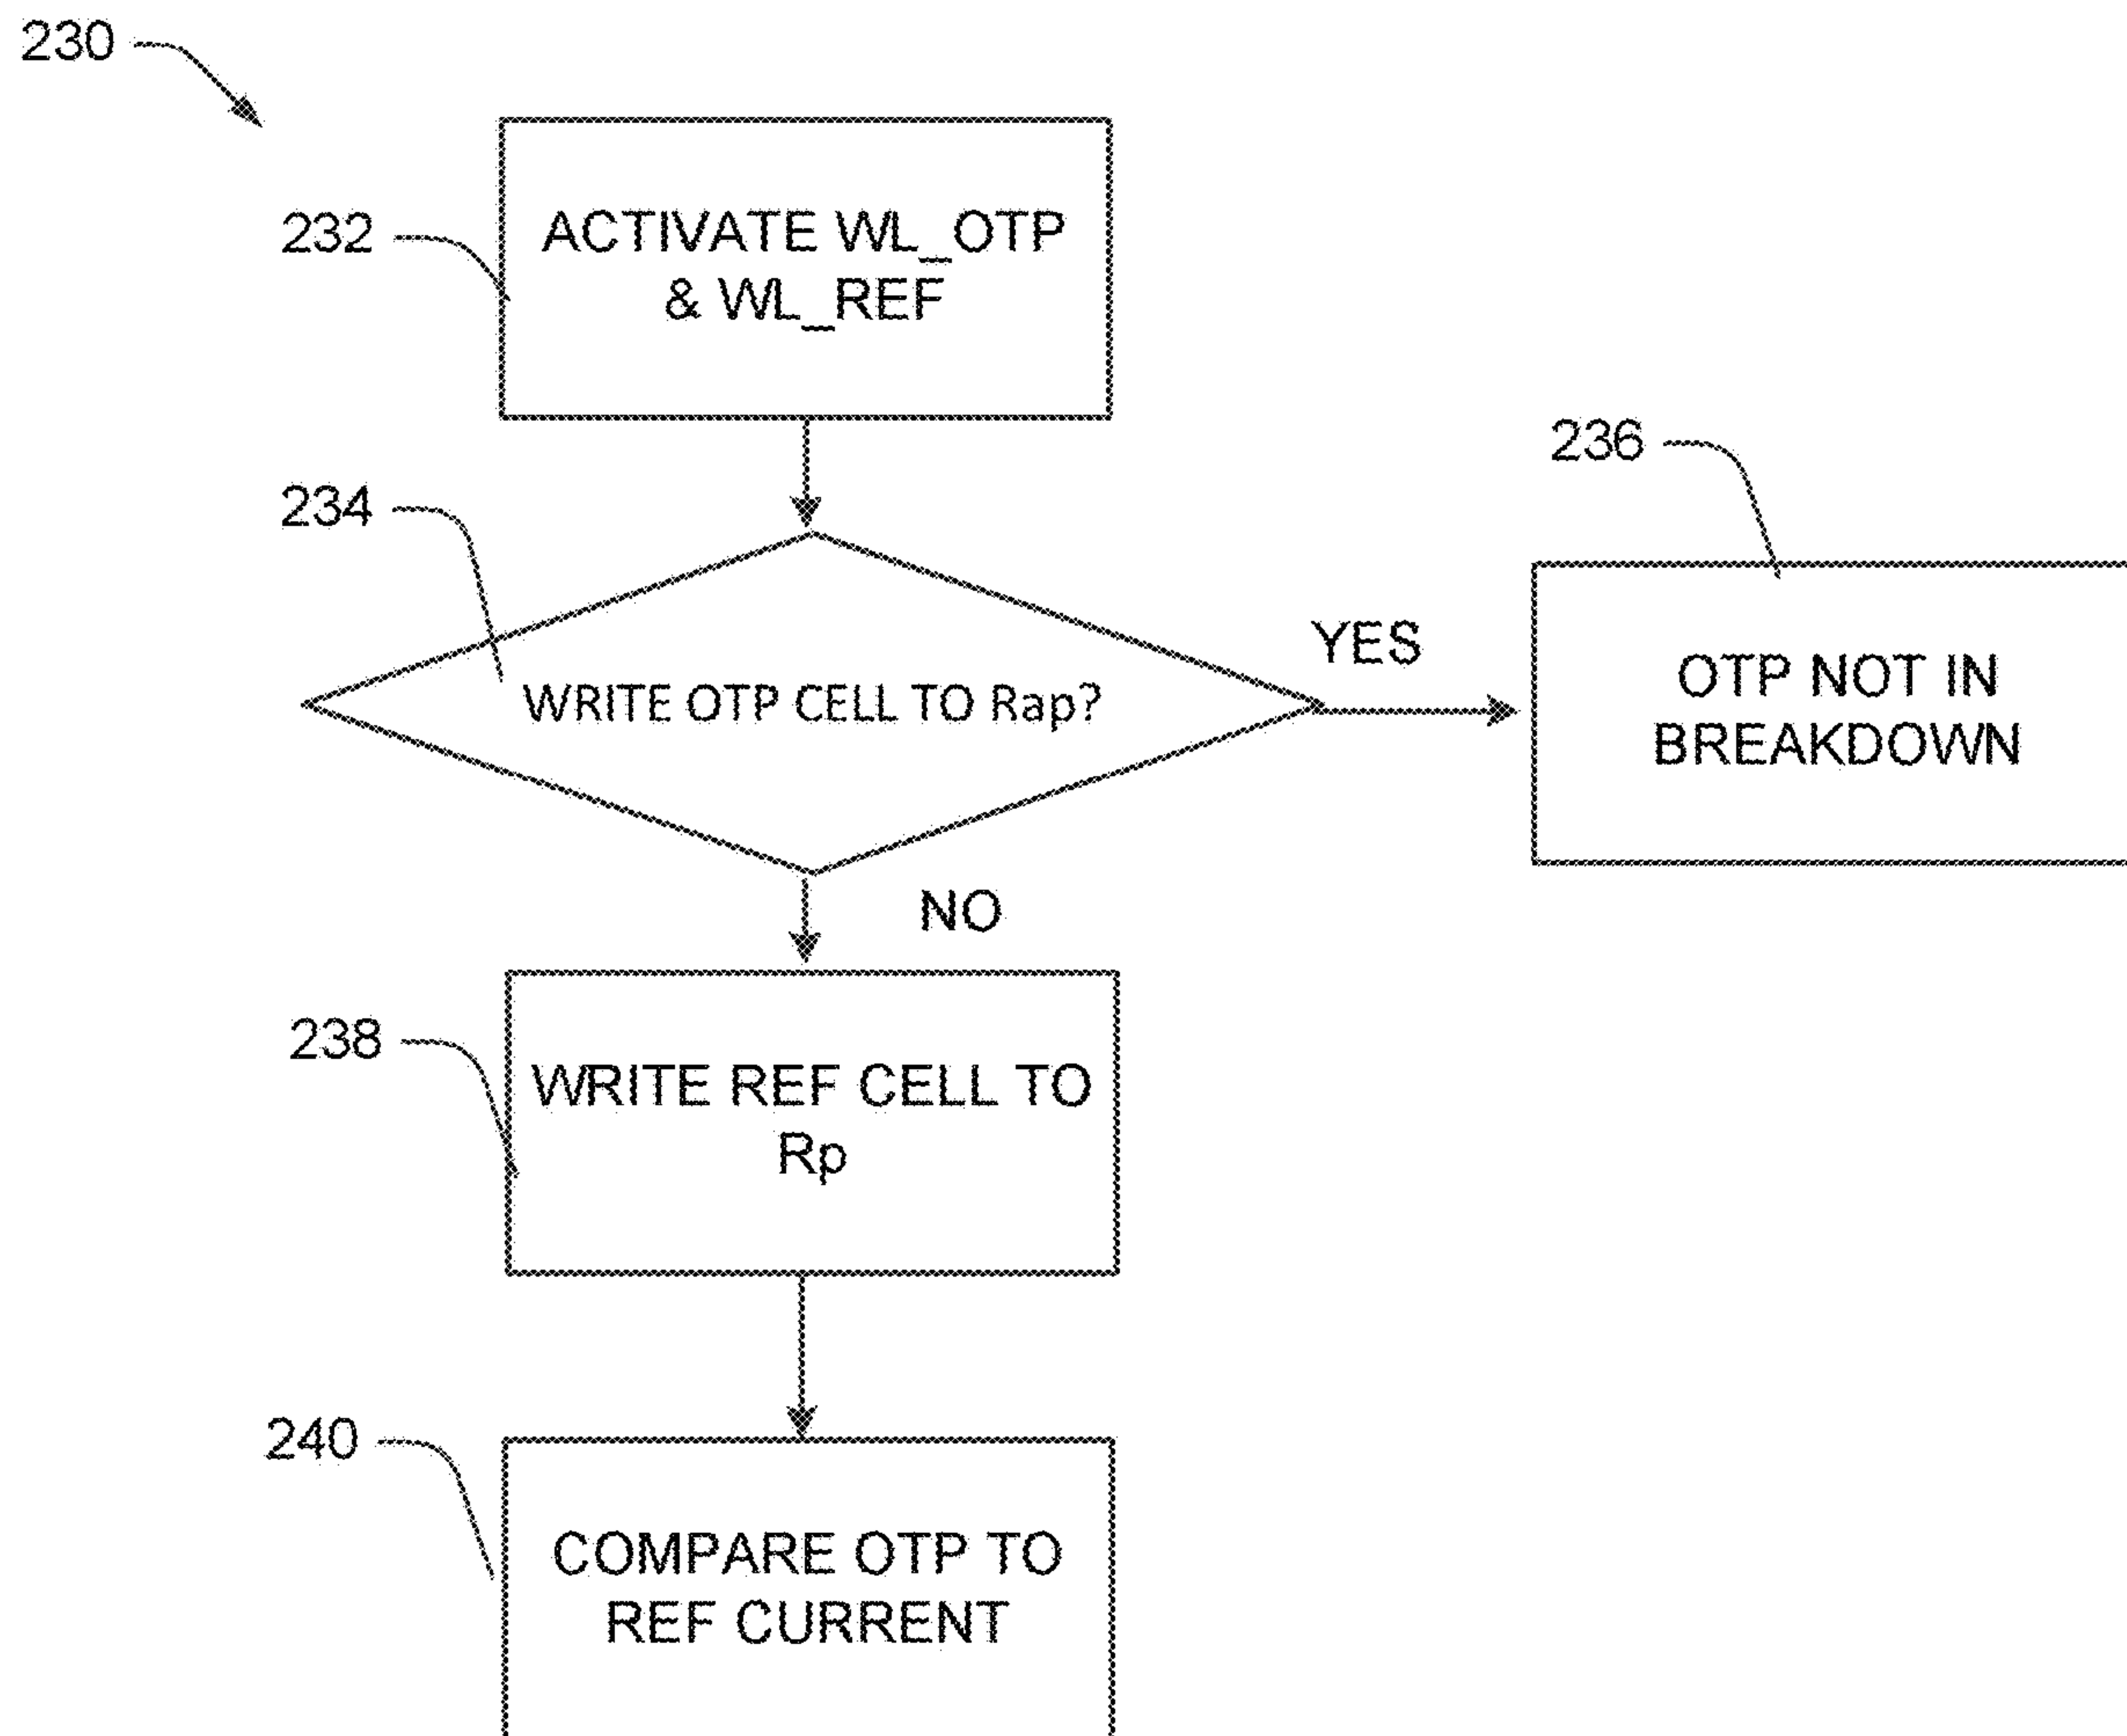 230
232
ACTIVATE WL_OTP
& WL_REF
234
WRITE OTP CELL TO Rap?
YES
236
OTP NOT IN
BREAKDOWN
NO
238
WRITE REF CELL TO
Rp
240
COMPARE OTP TO
REF CURRENT